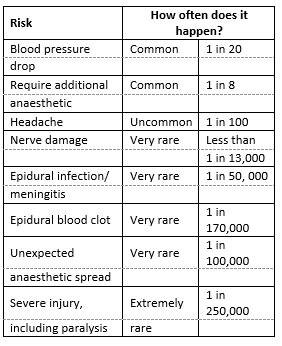 Risk How often does it
happen?
Blood pressure Common 1 in 20
drop
Require additional Common 1 in 8
anaesthetic
Headache Uncommon 1 in 100
Nerve damage Very rare Less than
1 in 13,000
Epidural infection/ Very rare 1 in 50, 000
meningitis
Epidural blood clot Very rare 1 in
170,000
Unexpected Very rare 1 in
100,000
anaesthetic spread
Severe injury, Extremely 1 in
250,000
including paralysis rare